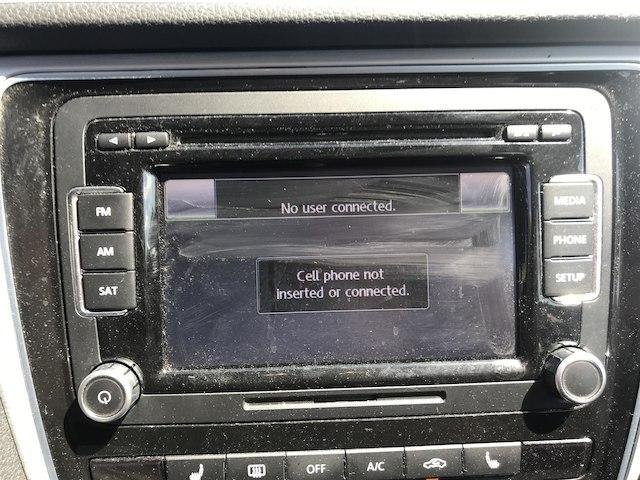 No user connected.
FM
MEDIA
AM
PHONE
Cell phone not
inserted or connected.
SAT
SETUP
OFF
A/C